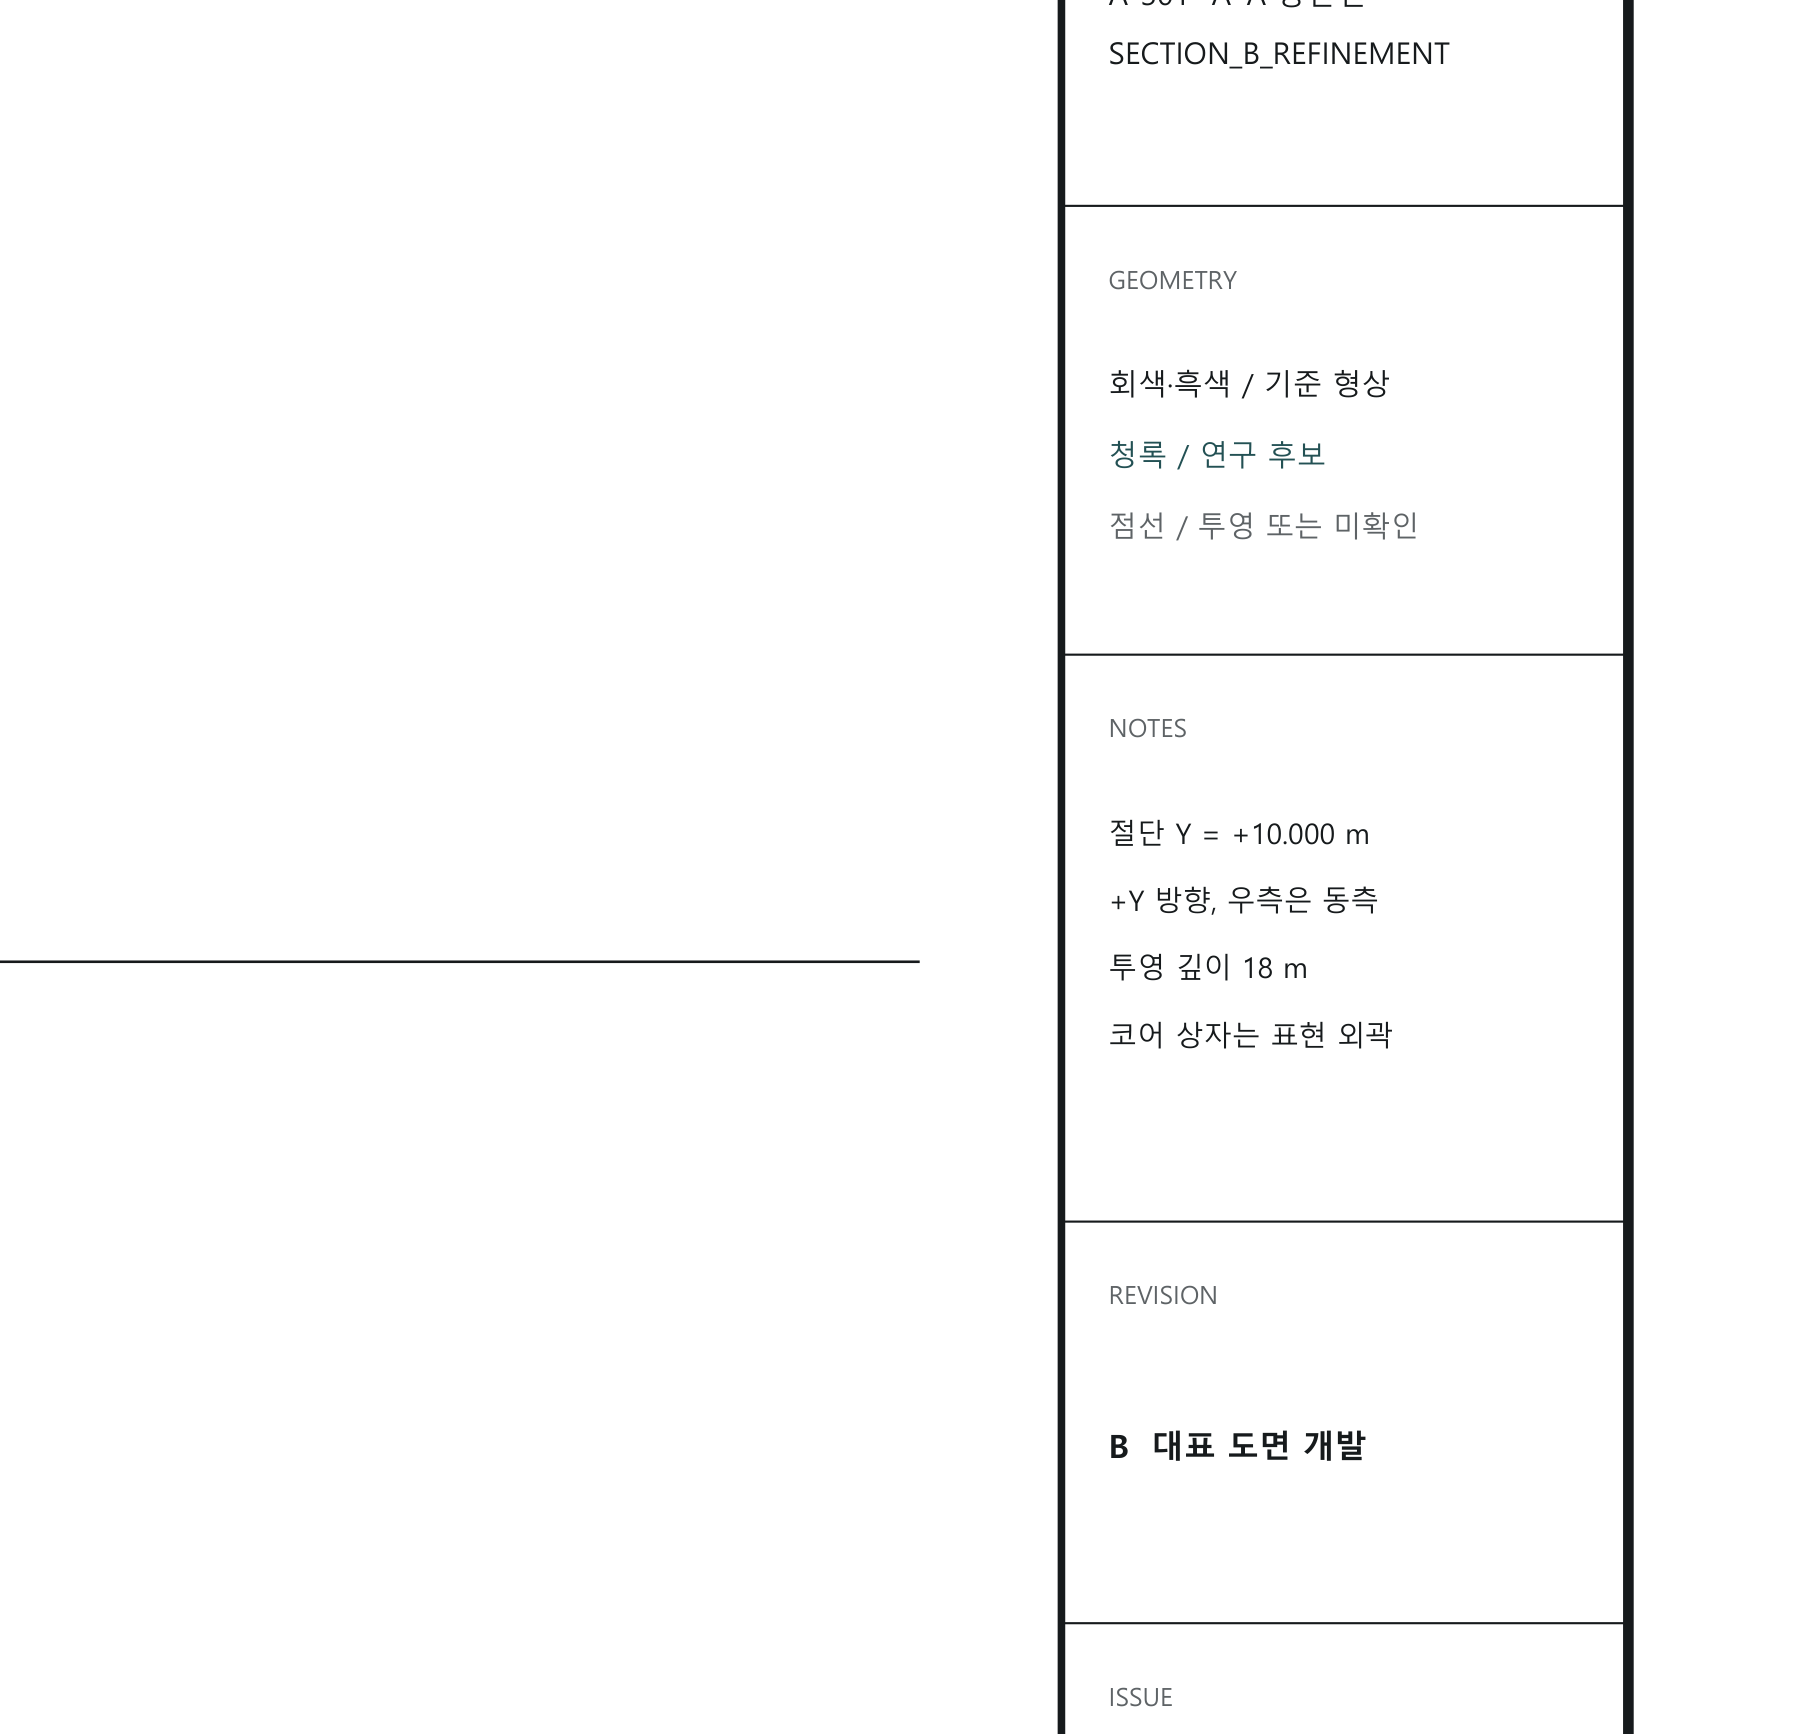 SECTION_B_REFINEMENT
GEOMETRY
회색·흑색 / 기준 형상
청록 / 연구 후보
점선 / 투영 또는 미확인
NOTES
절단 Y = +10.000 m
+Y 방향, 우측은 동측
투영 깊이 18 m
코어 상자는 표현 외곽
REVISION
B 대표 도면 개발
ISSUE